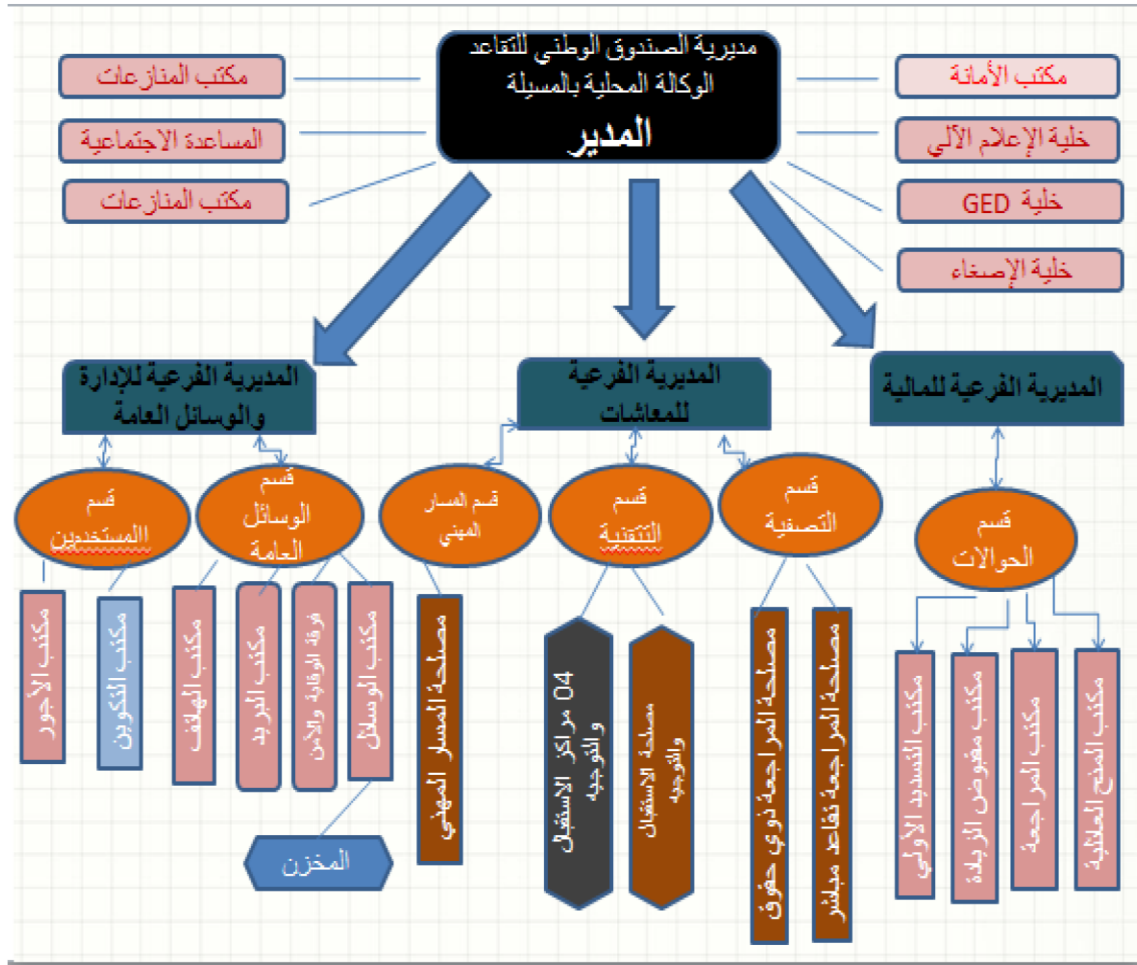 مديرية الصندوق الوطني للتقاعد
الوكالة المحلية بالمسيلة
المدير
مكتب الأمانة
خلية الإعلام الآلي
خلية GED
خلية الإصغاء
مكتب المنازعات
المساعدة الاجتماعية
مكتب المنازعات
المديرية الفرعية للمالية
المديرية الفرعية
للمعاشات
المديرية الفرعية للإدارة
والوسائل العامة
قسم
الحوالات
قسم
التصفية
قسم
التتقنية
قسم المسار
المهني
قسم
الوسائل
العامة
قسم
االمستخدمين
مكتب المنح العائلية
مكتب المراجعة
مكتب مقبوض الزيادة
مكتب التسديد الأولي
مصلحة المراجعة تقاعد مباشر
مصلحة المراجعة ذوي حقوق
مصلحة الاستقبال
والتوجيه
04 مراكز الاستقبال
والتوجيه
مصلحة المسار المهني
مكتب الوسائل
فرقة الوقاية والأمن
مكتب البريد
مكتب الهاتف
مكتب التكوين
مكتب الأجور
المخزن